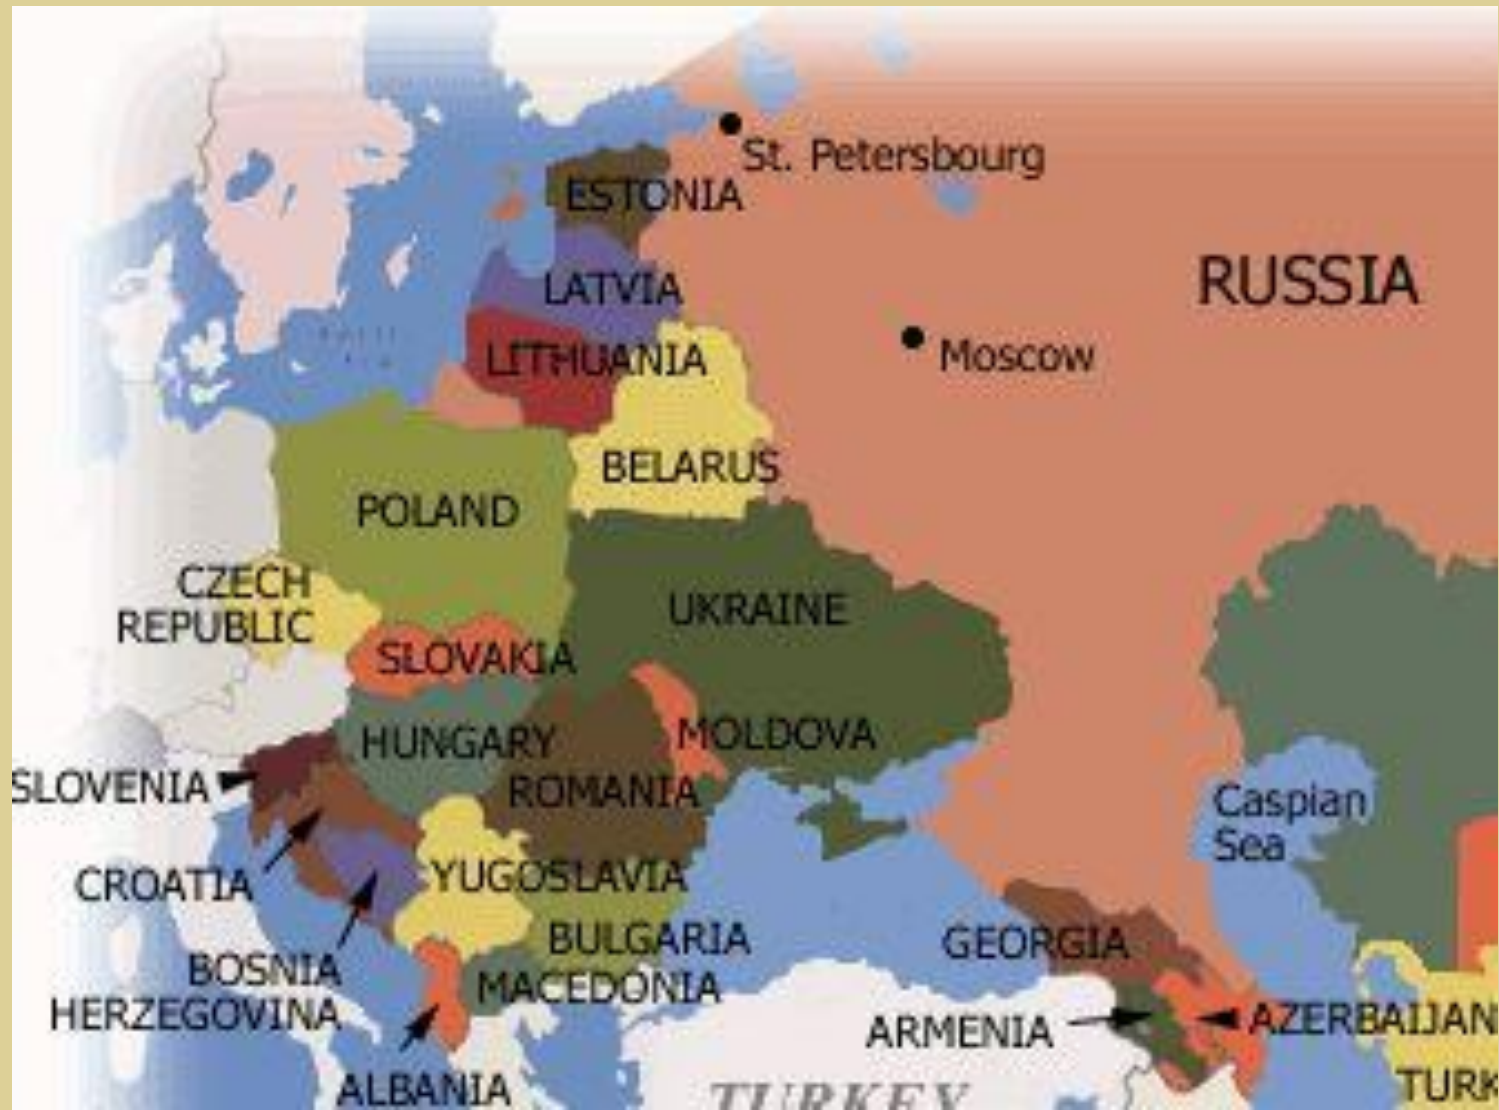 St. Petersbourg
ESTONIA
RUSSIA
LATVIA
Moscow
LITHUANIA
BELARUS
POLAND
CZECH
REPUBLIC
UKRAINE
SLOVAKIA
MOLDOVA
HUNGARY
SLOVENIA
ROMANIA
Caspian
Sea
CROATIA
YUGOSLAVIA
BULGARIA
GEORGIA
BOSNIA
HERZEGOVINA
MACEDONIA
ARMENIA
AZERBAIJAN
ALBANIA
TURKEY
TURK